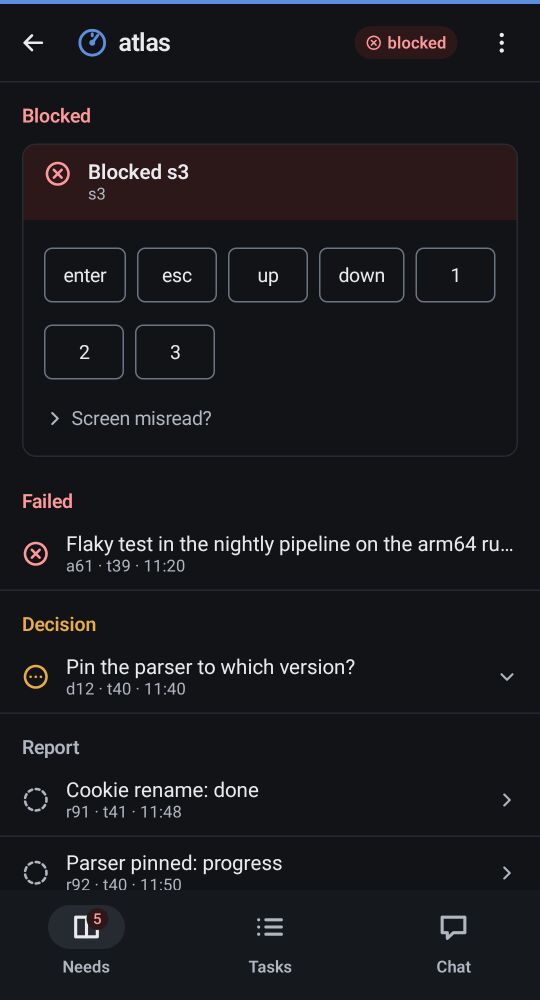 atlas
blocked
Blocked
Blocked s3
s3
enter
esc
up
down
1
2
3
Screen misread?
Failed
Flaky test in the nightly pipeline on the arm64 ru…
a61 · t39 · 11:20
Decision
Pin the parser to which version?
d12 · t40 · 11:40
Report
Cookie rename: done
r91 · t41 · 11:48
Parser pinned: progress
r92 · t40 · 11:50
5
Needs
Tasks
Chat